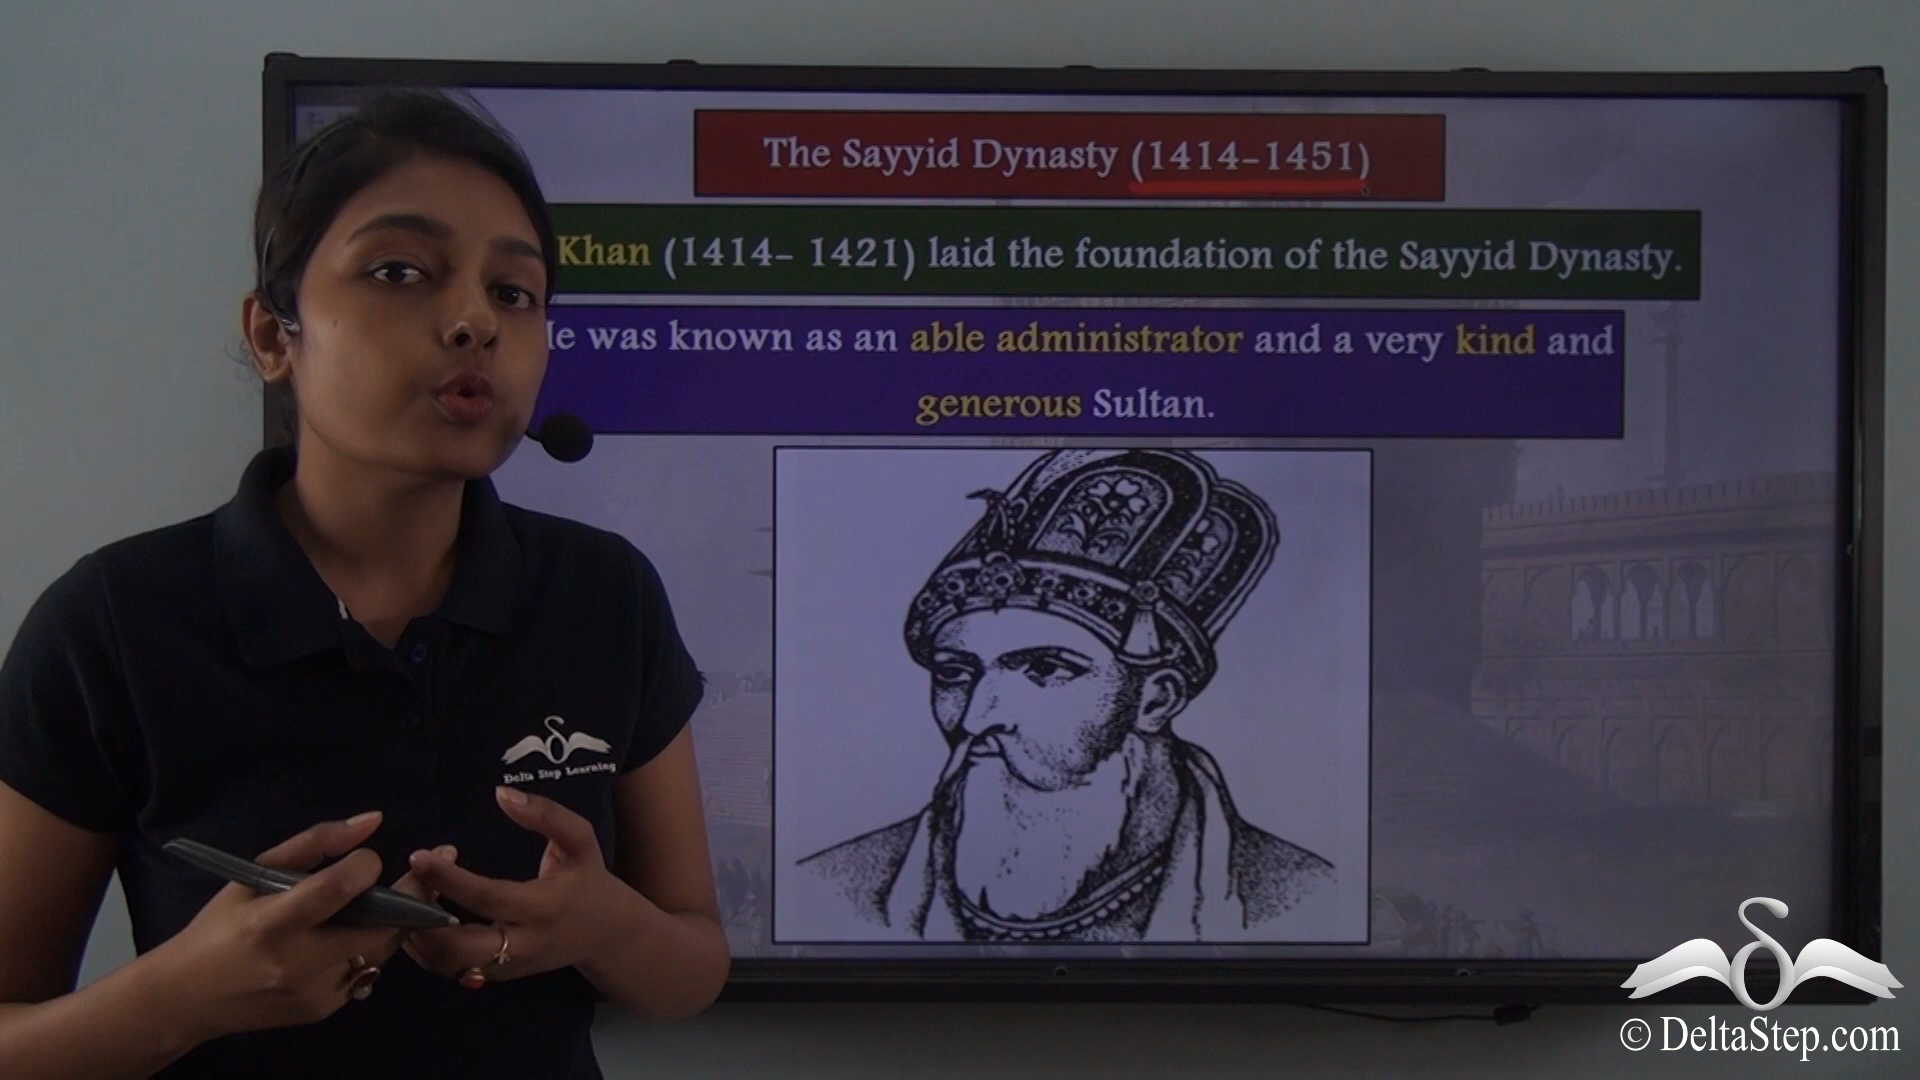 The Sayyid Dynasty (1414-1451)
Khan (1414- 1421) laid the foundation of the Sayyid Dynasty.
He was known as an able administrator and a very kind and
generous Sultan.
Delta Step Learning
© DeltaStep.com